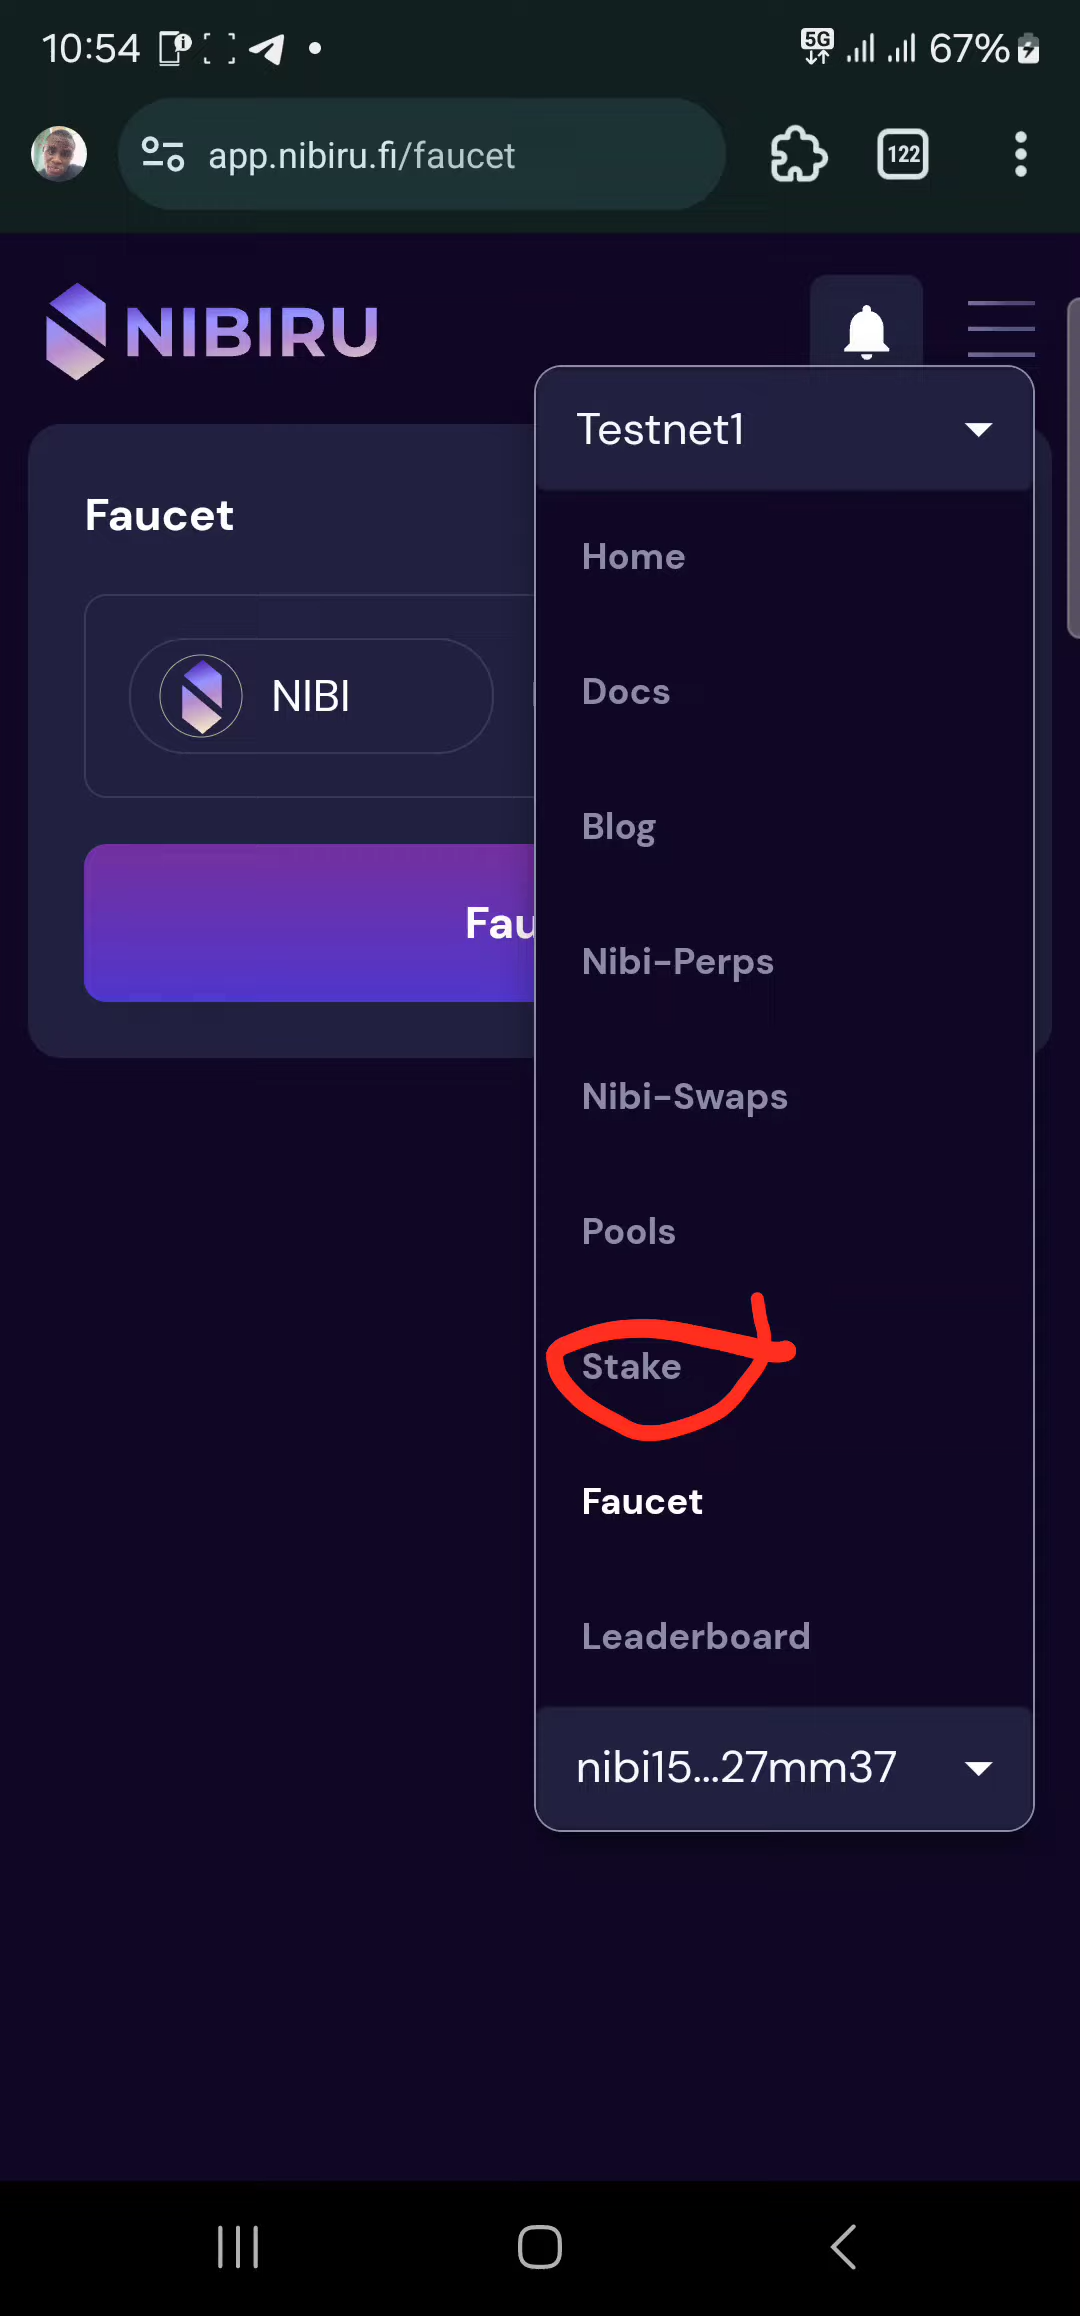 10:54
5G
67%
app.nibiru.fi/faucet
122
NIBIRU
Testnet1
Faucet
Home
NIBI
Docs
Blog
Fau
Nibi-Perps
Nibi-Swaps
Pools
Stake
Faucet
Leaderboard
nibi15...27mm37